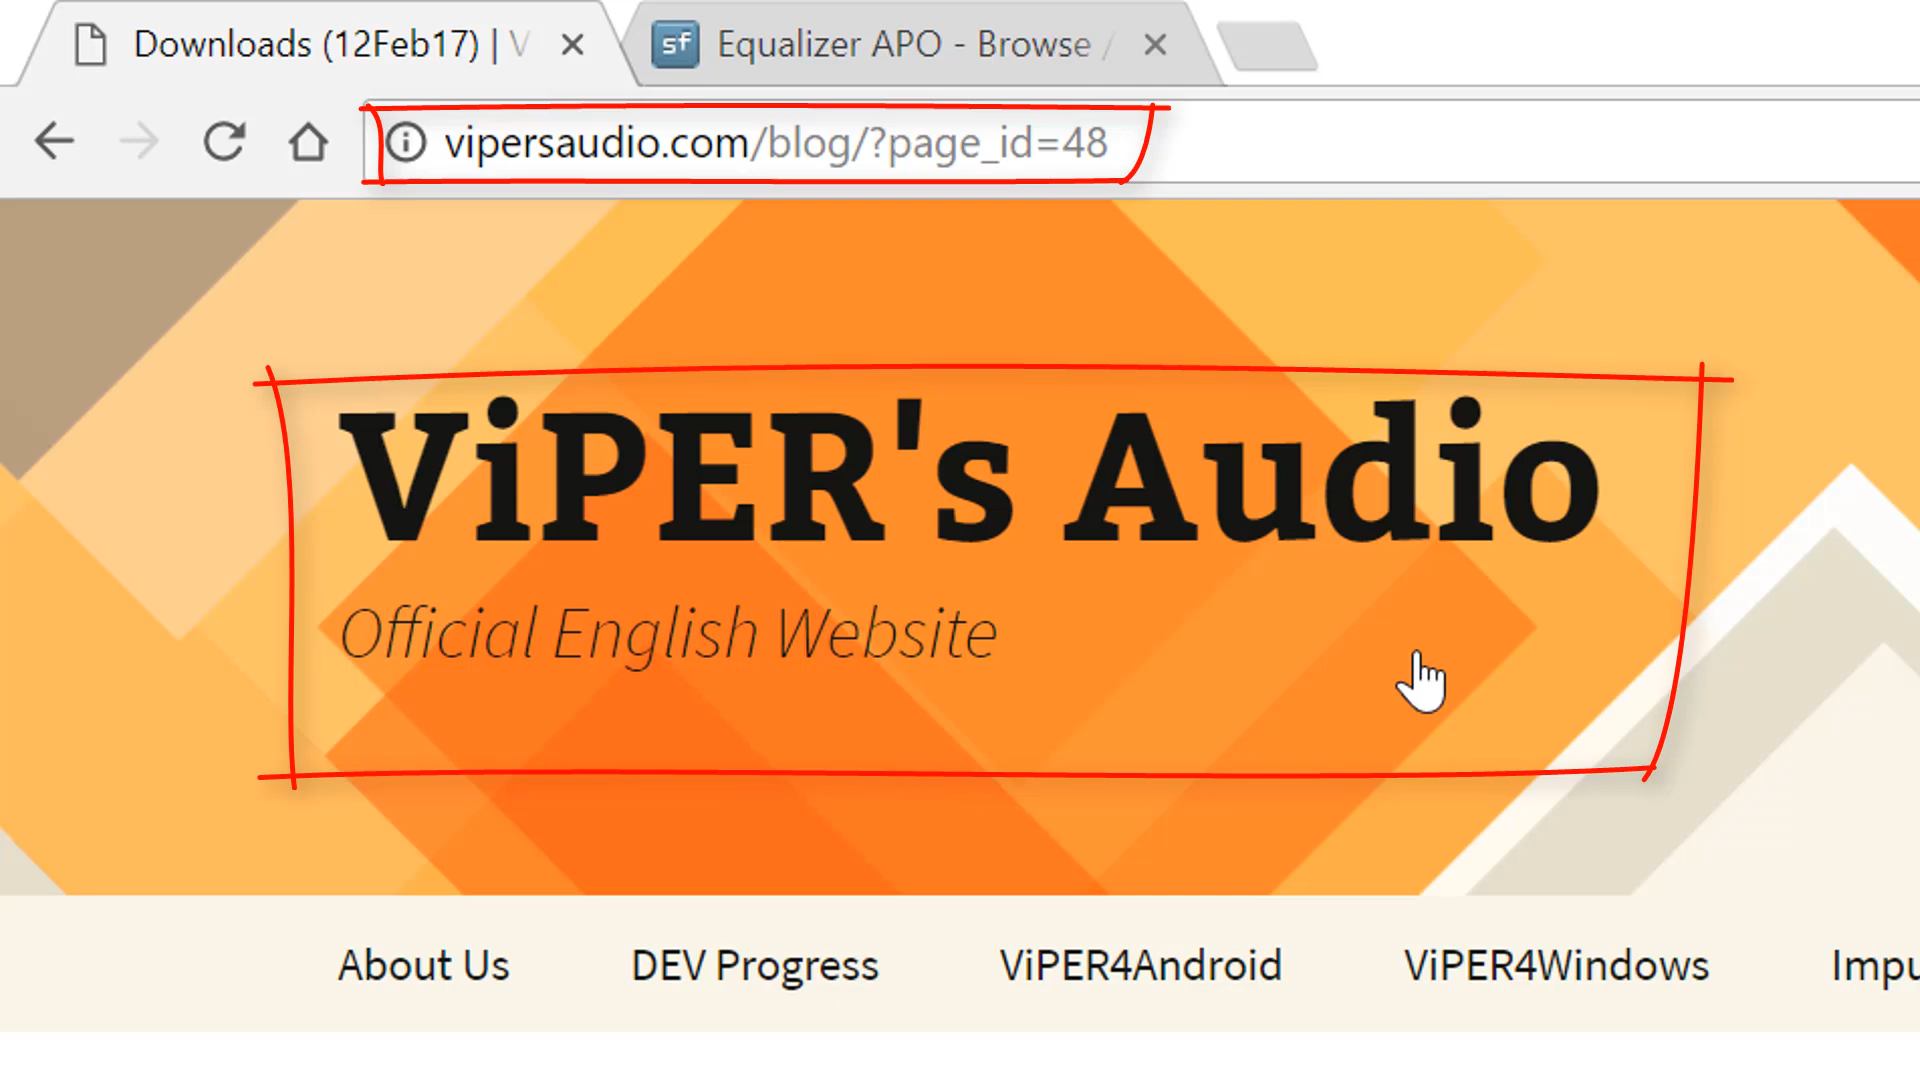 Downloads (12Feb17) | V
sf Equalizer APO - Browse /
vipersaudio.com/blog/?page_id=48
ViPER's Audio
Official English Website
About Us DEV Progress ViPER4Android ViPER4Windows Impu